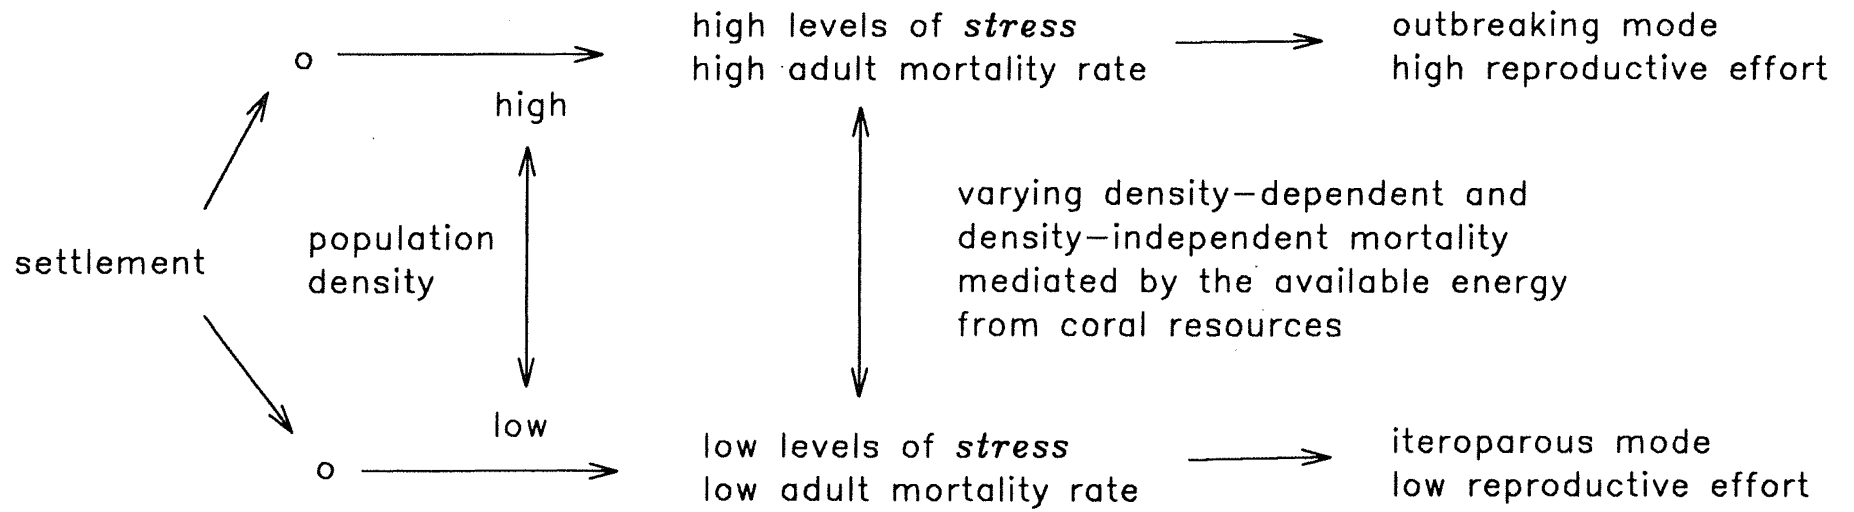 high levels of stress
high adult mortality rate
outbreaking mode
high reproductive effort
o
high
settlement
population
density
varying density–dependent and
density–independent mortality
mediated by the available energy
from coral resources
low
o
low levels of stress
low adult mortality rate
iteroparous mode
low reproductive effort